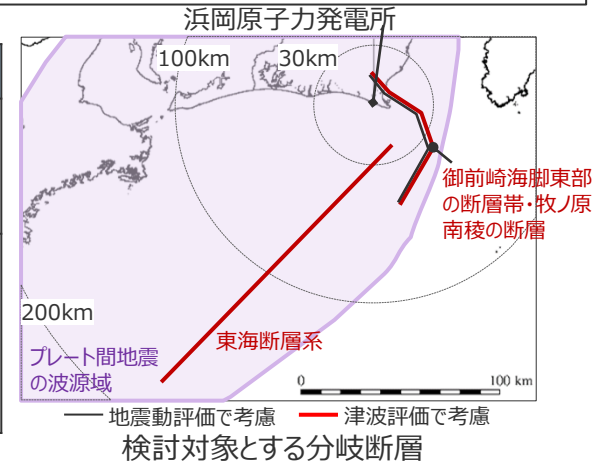 浜岡原子力発電所
100km
30km
御前崎海脚東部
の断層帯・牧ノ原
南稜の断層
200km
東海断層系
プレート間地震
の波源域
0
100 km
地震動評価で考慮
津波評価で考慮
検討対象とする分岐断層